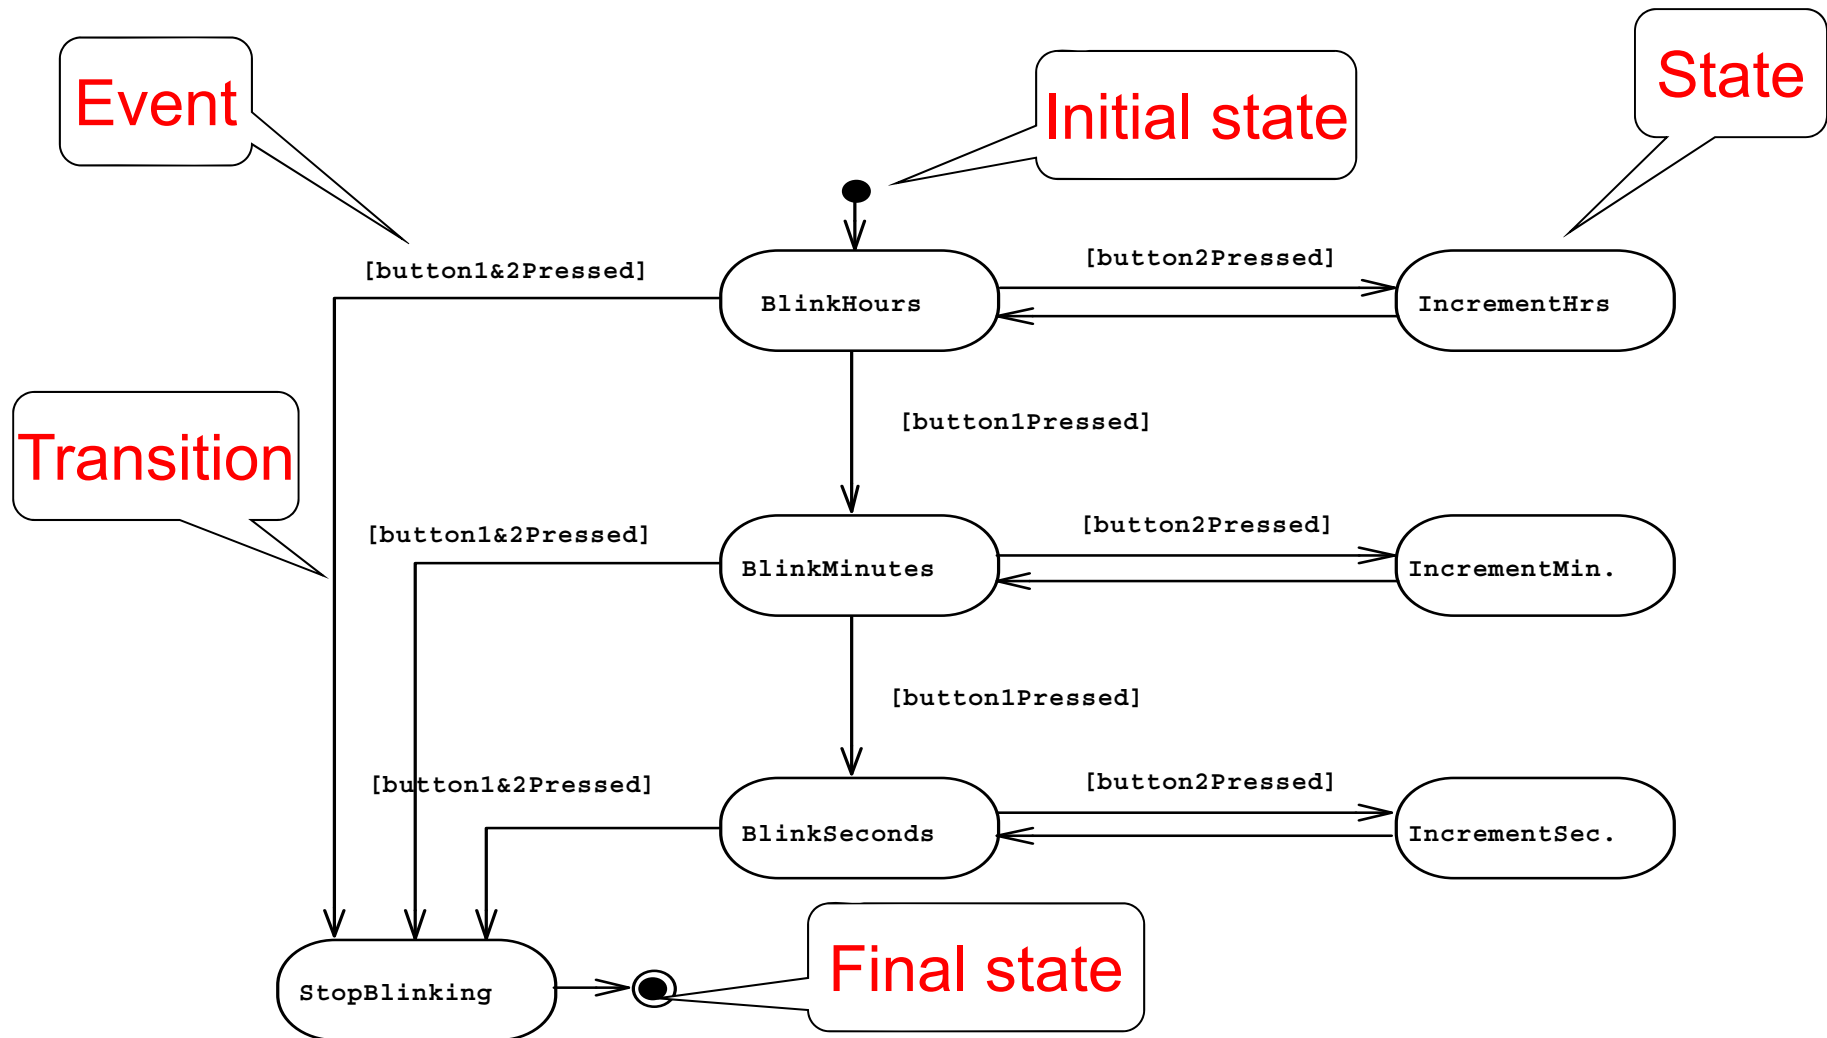 State
Event
Initial state
[button2Pressed]
[button1&2Pressed]
BlinkHours
IncrementHrs
[button1Pressed]
Transition
[button2Pressed]
[button1&2Pressed]
BlinkMinutes
IncrementMin.
[button1Pressed]
[button2Pressed]
[button1&2Pressed]
BlinkSeconds
IncrementSec.
Final state
StopBlinking